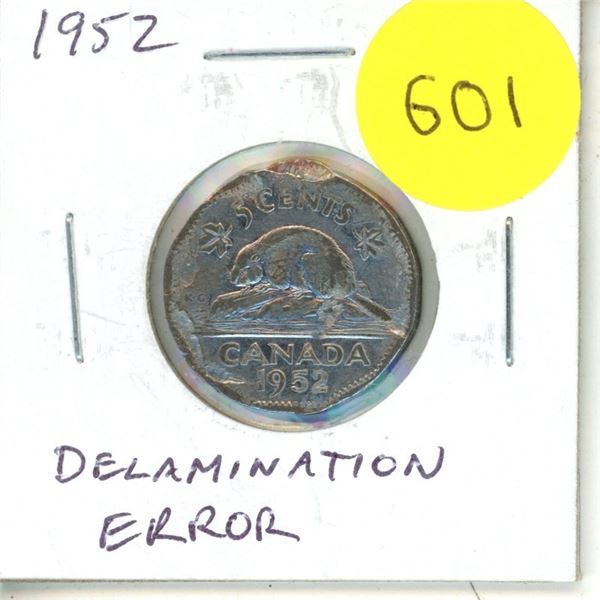 1952
601
5 CENTS
K G
CANADA
1952
DELAMINATION
ERROR